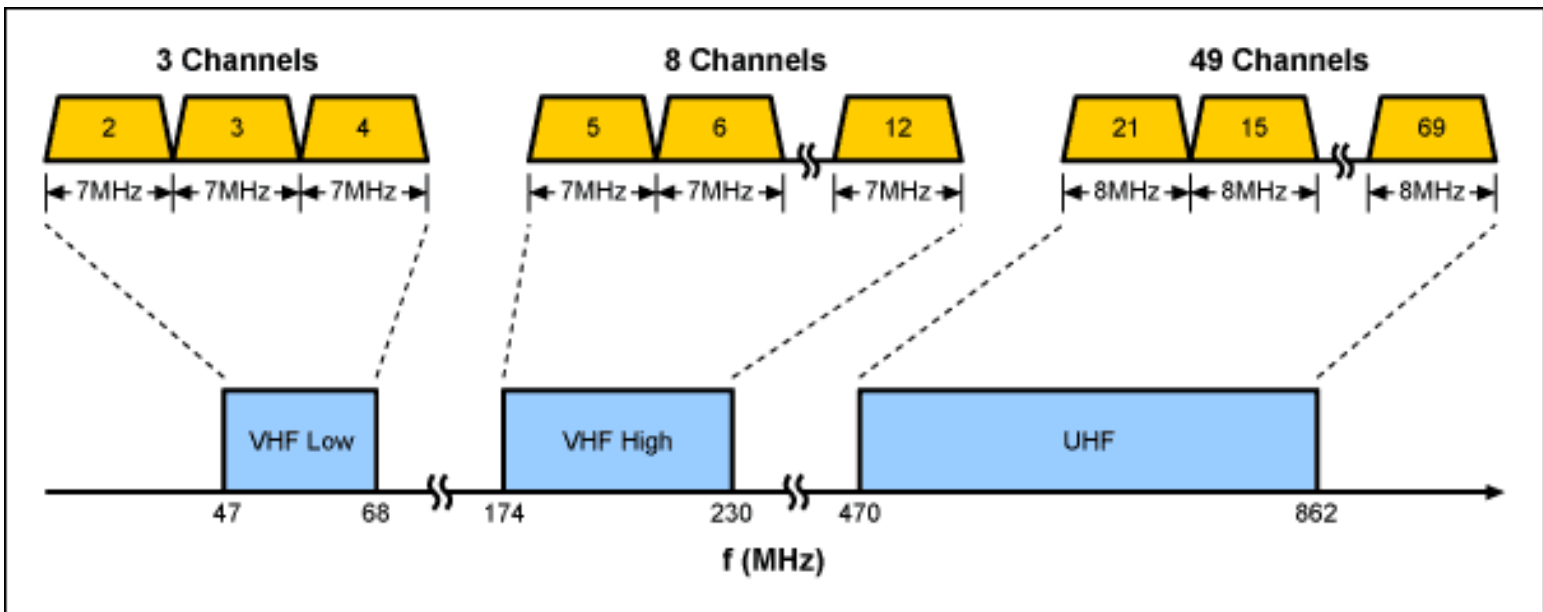 3 Channels 8 Channels 49 Channels
2 3 4 5 6 12 21 15 69
7MHz 7MHz 7MHz 7MHz 7MHz 7MHz 8MHz 8MHz 8MHz
VHF Low VHF High UHF
47 68 174 230 470 862
f (MHz)